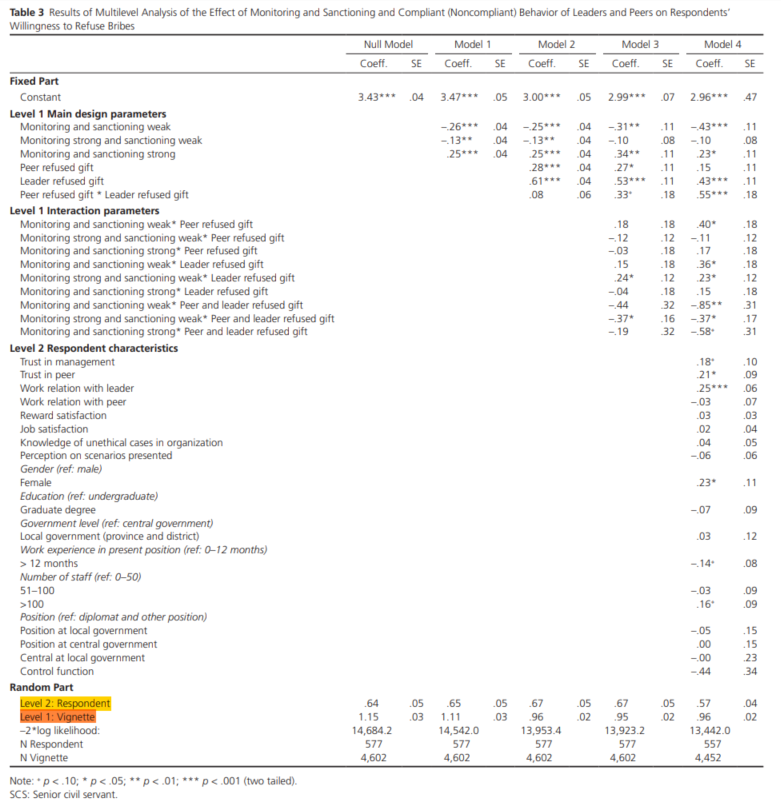 Table 3 Results of Multilevel Analysis of the Effect of Monitoring and Sanctioning and Compliant (Noncompliant) Behavior of Leaders and Peers on Respondents'
Willingness to Refuse Bribes
Null Model Model 1 Model 2 Model 3 Model 4
Coeff. SE Coeff. SE Coeff. SE Coeff. SE Coeff. SE
Fixed Part
Constant 3.43*** .04 3.47*** .05 3.00*** .05 2.99*** .07 2.96*** .47
Level 1 Main design parameters
Monitoring and sanctioning weak –.26*** .04 –.25*** .04 –.31** .11 –.43*** .11
Monitoring strong and sanctioning weak –.13** .04 –.13** .04 –.10 .08 –.10 .08
Monitoring and sanctioning strong .25*** .04 .25*** .04 .34** .11 .23* .11
Peer refused gift .28*** .04 .27* .11 .15 .11
Leader refused gift .61*** .04 .53*** .11 .43*** .11
Peer refused gift * Leader refused gift .08 .06 .33⁺ .18 .55*** .18
Level 1 Interaction parameters
Monitoring and sanctioning weak* Peer refused gift .18 .18 .40* .18
Monitoring strong and sanctioning weak* Peer refused gift –.12 .12 –.11 .12
Monitoring and sanctioning strong* Peer refused gift –.03 .18 .17 .18
Monitoring and sanctioning weak* Leader refused gift .15 .18 .36* .18
Monitoring strong and sanctioning weak* Leader refused gift .24* .12 .23* .12
Monitoring and sanctioning strong* Leader refused gift –.04 .18 .15 .18
Monitoring and sanctioning weak* Peer and leader refused gift –.44 .32 –.85** .31
Monitoring strong and sanctioning weak* Peer and leader refused gift –.37* .16 –.37* .17
Monitoring and sanctioning strong* Peer and leader refused gift –.19 .32 –.58⁺ .31
Level 2 Respondent characteristics
Trust in management .18⁺ .10
Trust in peer .21* .09
Work relation with leader .25*** .06
Work relation with peer –.03 .07
Reward satisfaction .03 .03
Job satisfaction .02 .04
Knowledge of unethical cases in organization .04 .05
Perception on scenarios presented –.06 .06
Gender (ref: male)
Female .23* .11
Education (ref: undergraduate)
Graduate degree –.07 .09
Government level (ref: central government)
Local government (province and district) .03 .12
Work experience in present position (ref: 0–12 months)
> 12 months –.14⁺ .08
Number of staff (ref: 0–50)
51–100 –.03 .09
>100 .16⁺ .09
Position (ref: diplomat and other position)
Position at local government –.05 .15
Position at central government .00 .15
Central at local government –.00 .23
Control function –.44 .34
Random Part
Level 2: Respondent .64 .05 .65 .05 .67 .05 .67 .05 .57 .04
Level 1: Vignette 1.15 .03 1.11 .03 .96 .02 .95 .02 .96 .02
–2*log likelihood: 14,684.2 14,542.0 13,953.4 13,923.2 13,442.0
N Respondent 577 577 577 577 557
N Vignette 4,602 4,602 4,602 4,602 4,452
Note: ⁺ p < .10; * p < .05; ** p < .01; *** p < .001 (two tailed).
SCS: Senior civil servant.